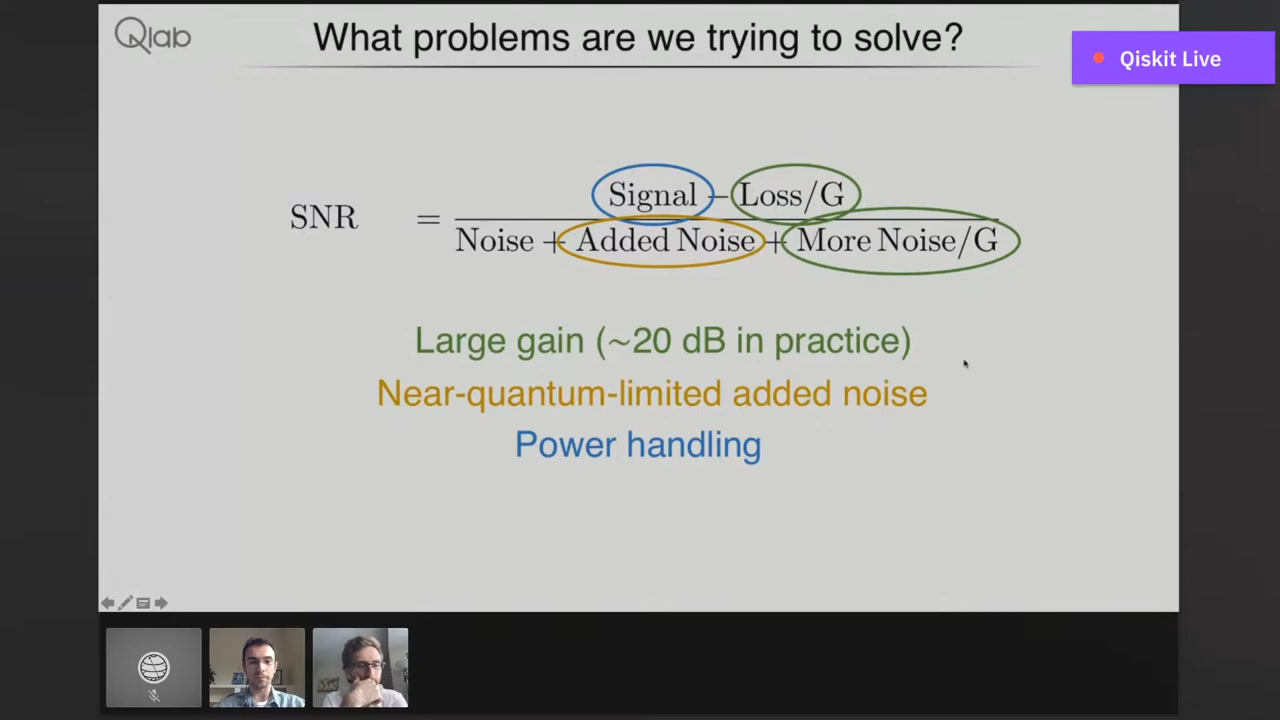 Qlab
What problems are we trying to solve?
Qiskit Live
SNR = Signal − Loss/G
Noise + Added Noise + More Noise/G
Large gain (~20 dB in practice)
Near-quantum-limited added noise
Power handling